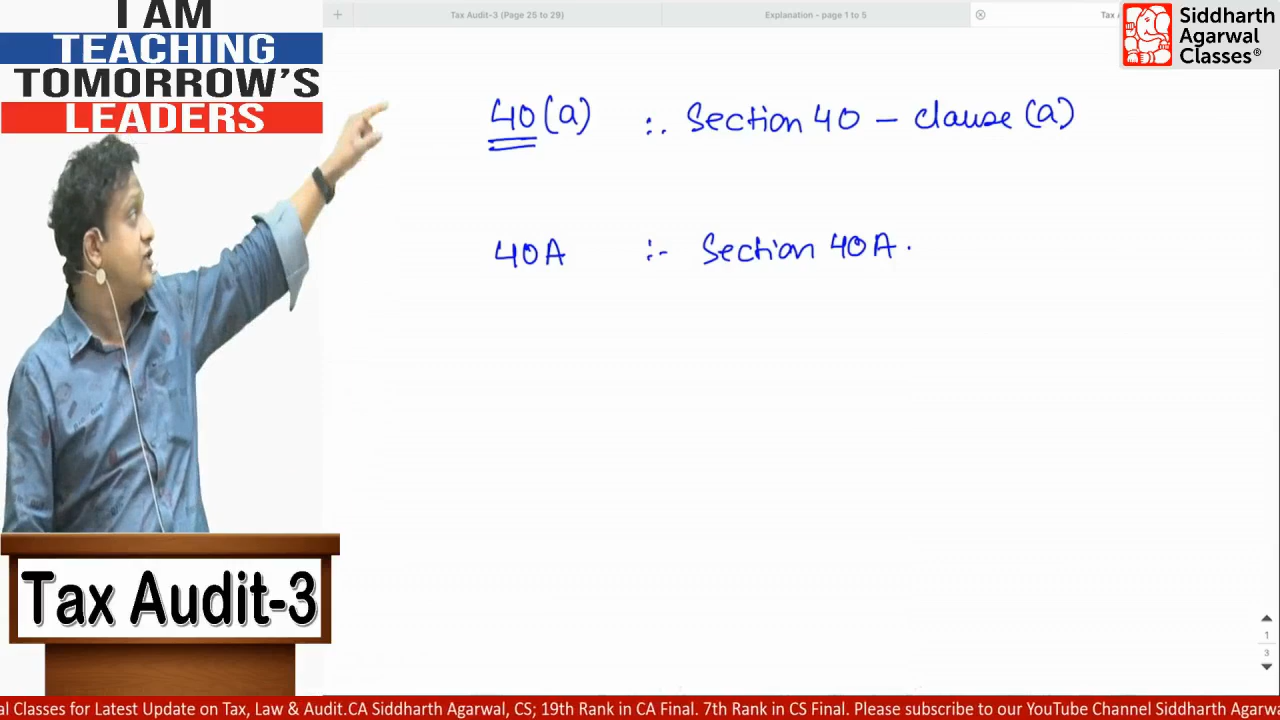 I AM
TEACHING
TOMORROW'S
LEADERS
Tax Audit-3 (Page 25 to 29)
Explanation - page 1 to 5
Tax
Siddharth
Agarwal
Classes®
40(a) :. Section 40 – clause (a)
40A :- Section 40A.
Tax Audit-3
1
3
al Classes for Latest Update on Tax, Law & Audit.CA Siddharth Agarwal, CS; 19th Rank in CA Final. 7th Rank in CS Final. Please subscribe to our YouTube Channel Siddharth Agarwa